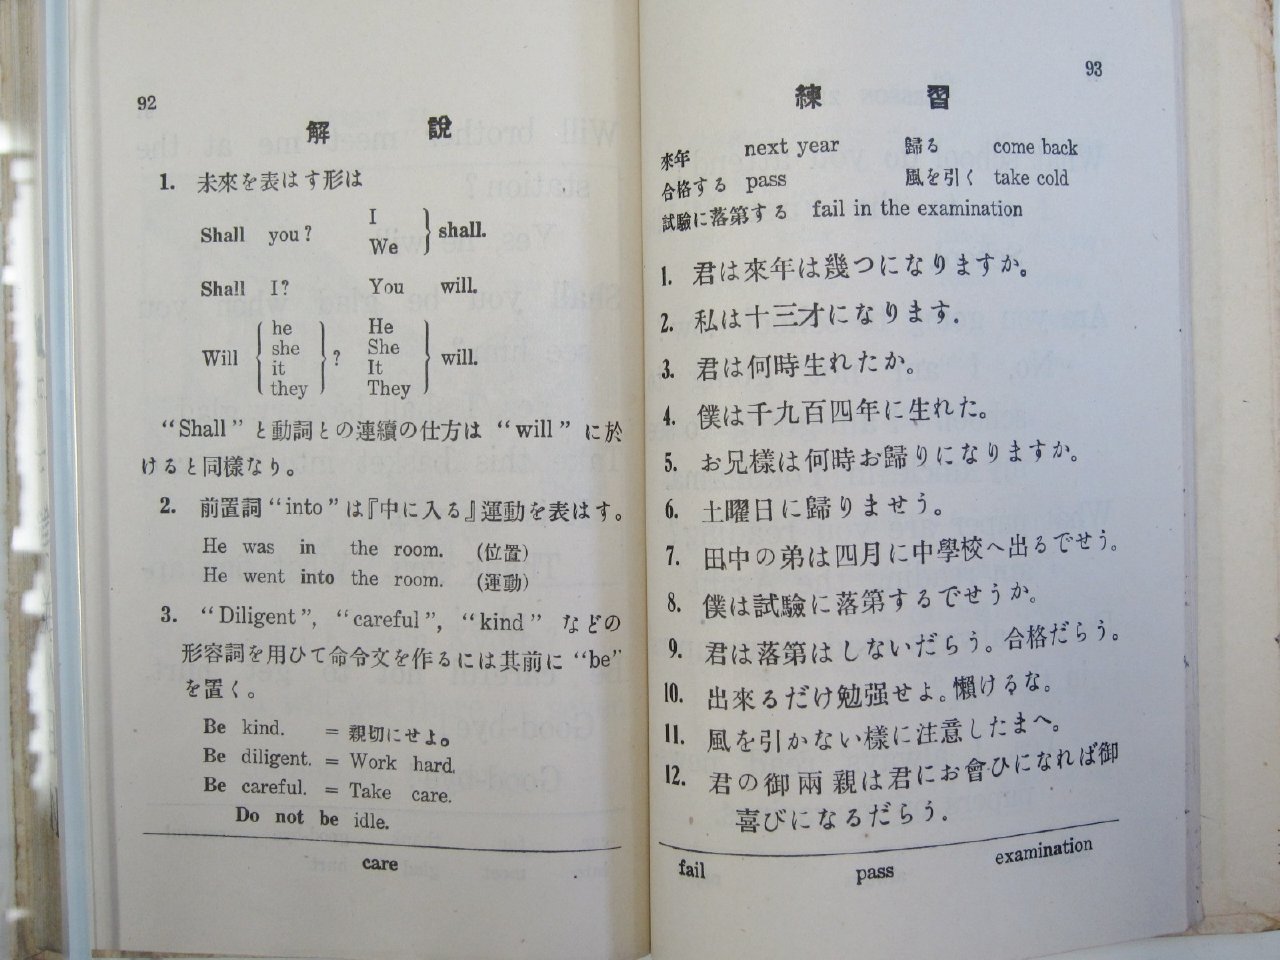 92
解 說
1. 未來を表はす形は
Shall you? I We } shall.
Shall I? You will.
Will { he she it they } ? He She It They } will.
"Shall" と動詞との連續の仕方は "will" に於
けると同樣なり。
2. 前置詞 "into" は『中に入る』運動を表はす。
He was in the room. (位置)
He went into the room. (運動)
3. "Diligent", "careful", "kind" などの
形容詞を用ひて命令文を作るには其前に "be"
を置く。
Be kind. = 親切にせよ。
Be diligent. = Work hard.
Be careful. = Take care.
Do not be idle.
care
93
練 習
來年 next year 歸る come back
合格する pass 風を引く take cold
試驗に落第する fail in the examination
1. 君は來年は幾つになりますか。
2. 私は十三才になります.
3. 君は何時生れたか。
4. 僕は千九百四年に生れた。
5. お兄樣は何時お歸りになりますか。
6. 土曜日に歸りませう。
7. 田中の弟は四月に中學校へ出るでせう。
8. 僕は試驗に落第するでせうか。
9. 君は落第はしないだらう。合格だらう。
10. 出來るだけ勉强せよ。懶けるな。
11. 風を引かない樣に注意したまへ。
12. 君の御兩親は君にお會ひになれば御
喜びになるだらう.
fail pass examination